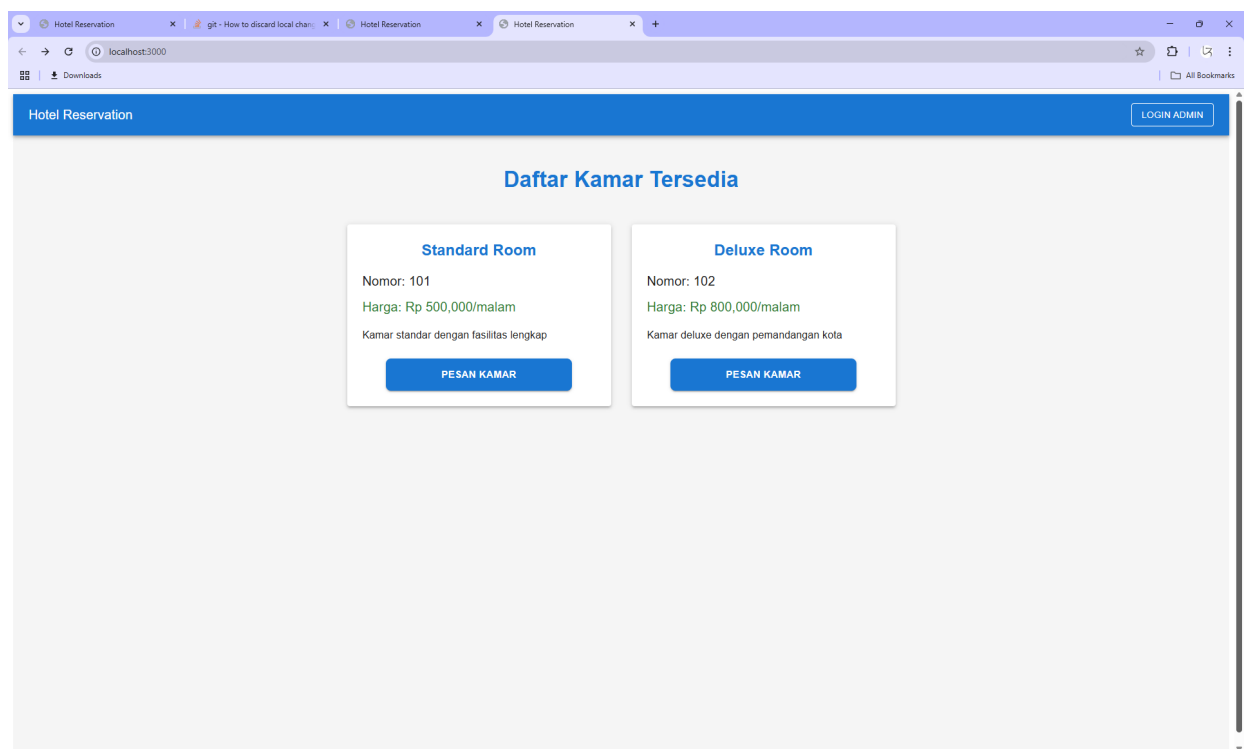 Hotel Reservation
git - How to discard local chang
Hotel Reservation
Hotel Reservation
localhost:3000
Downloads
All Bookmarks
Hotel Reservation
LOGIN ADMIN
Daftar Kamar Tersedia
Standard Room
Nomor: 101
Harga: Rp 500,000/malam
Kamar standar dengan fasilitas lengkap
PESAN KAMAR
Deluxe Room
Nomor: 102
Harga: Rp 800,000/malam
Kamar deluxe dengan pemandangan kota
PESAN KAMAR